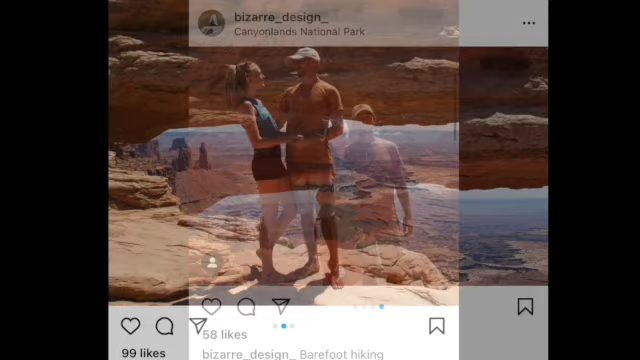 bizarre_design_
Canyonlands National Park
58 likes
99 likes
bizarre_design_ Barefoot hiking